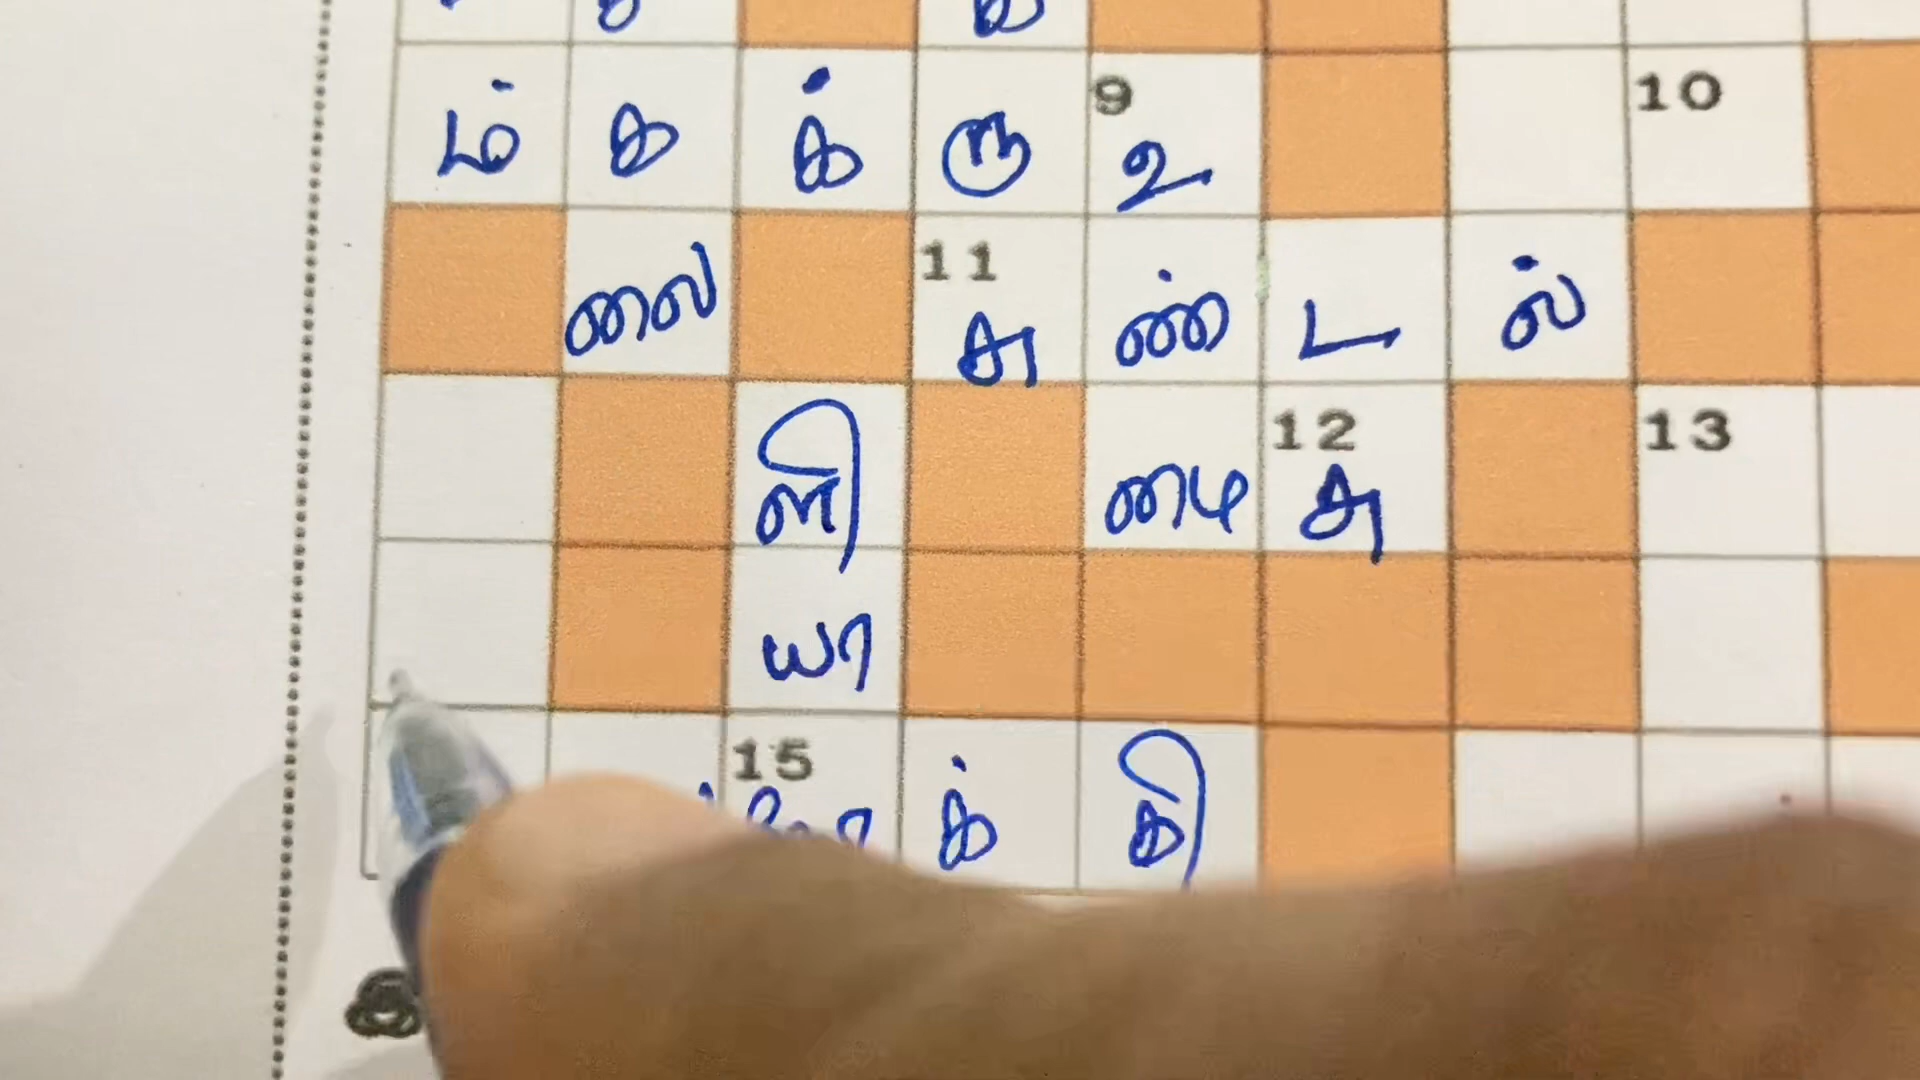 ம் க க் ரு 9 உ 10
லை 11 அ ண் ட ல்
ளி மை 12 அ 13
யா
15 க் கி